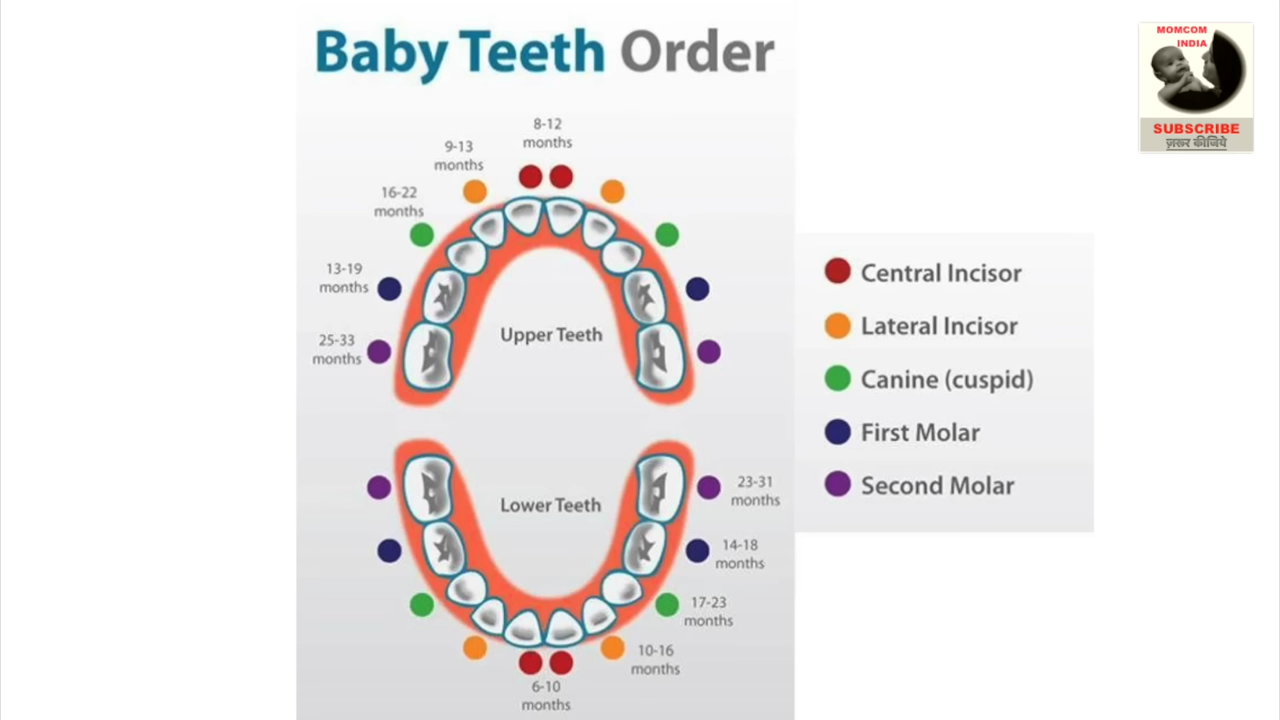 Baby Teeth Order
MOMCOM
INDIA
SUBSCRIBE
ज़रूर कीजिये
8-12
months
9-13
months
16-22
months
13-19
months
25-33
months
Upper Teeth
Central Incisor
Lateral Incisor
Canine (cuspid)
First Molar
Second Molar
Lower Teeth
23-31
months
14-18
months
17-23
months
10-16
months
6-10
months